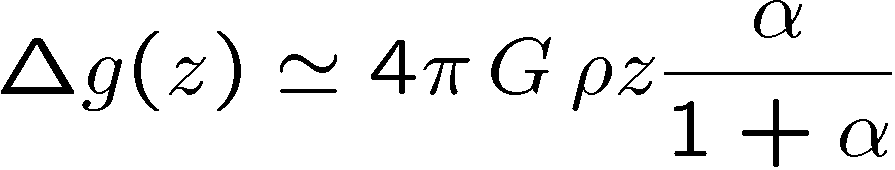 Δg(z) ≃ 4π G ρz α/(1 + α)